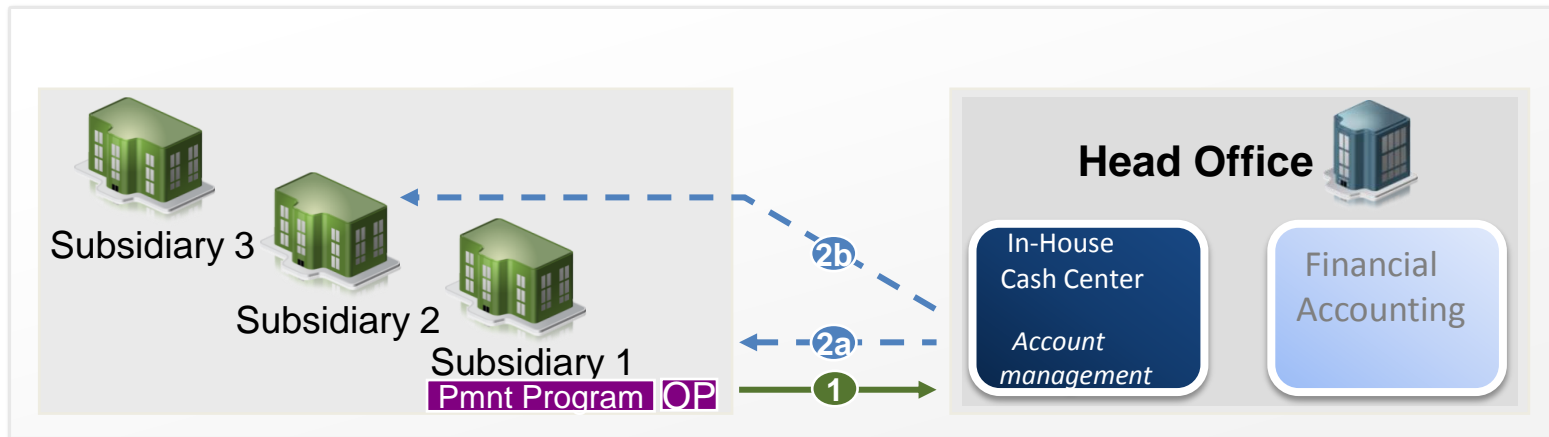 Subsidiary 3
Subsidiary 2
Subsidiary 1
Pmnt Program OP
2b
2a
1
Head Office
In-House
Cash Center
Account
management
Financial
Accounting